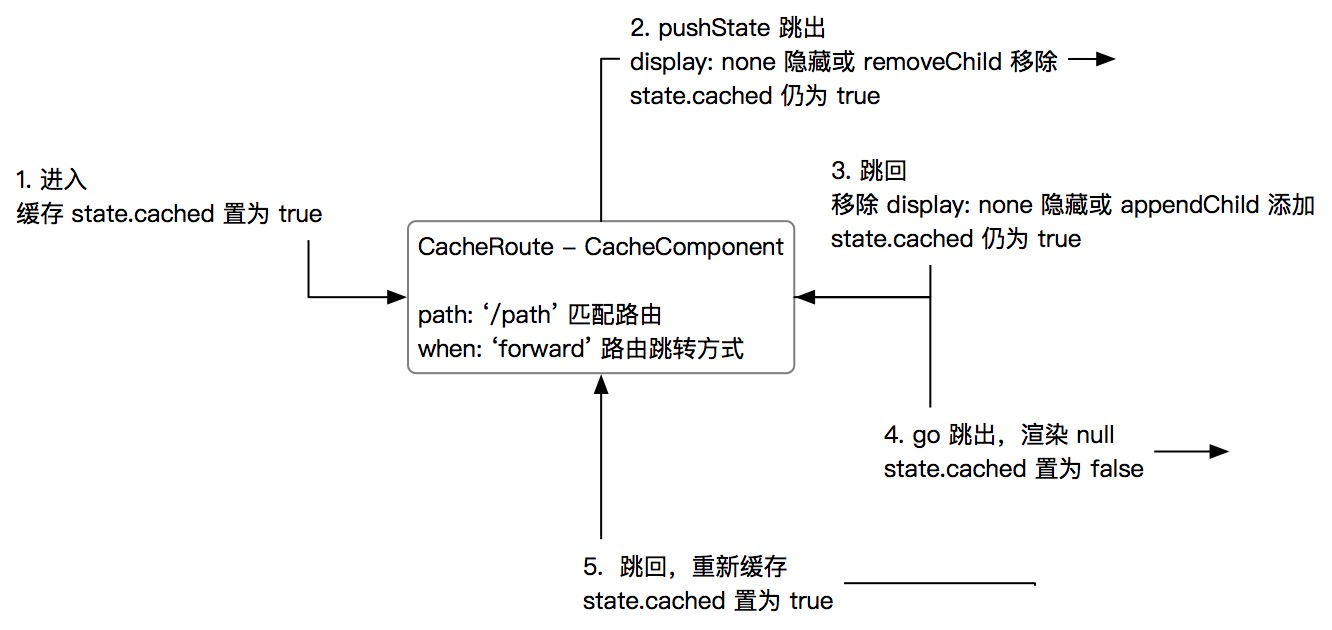 2. pushState 跳出
display: none 隐藏或 removeChild 移除
state.cached 仍为 true
1. 进入
缓存 state.cached 置为 true
3. 跳回
移除 display: none 隐藏或 appendChild 添加
state.cached 仍为 true
CacheRoute – CacheComponent
path: ‘/path’ 匹配路由
when: ‘forward’ 路由跳转方式
4. go 跳出，渲染 null
state.cached 置为 false
5. 跳回，重新缓存
state.cached 置为 true